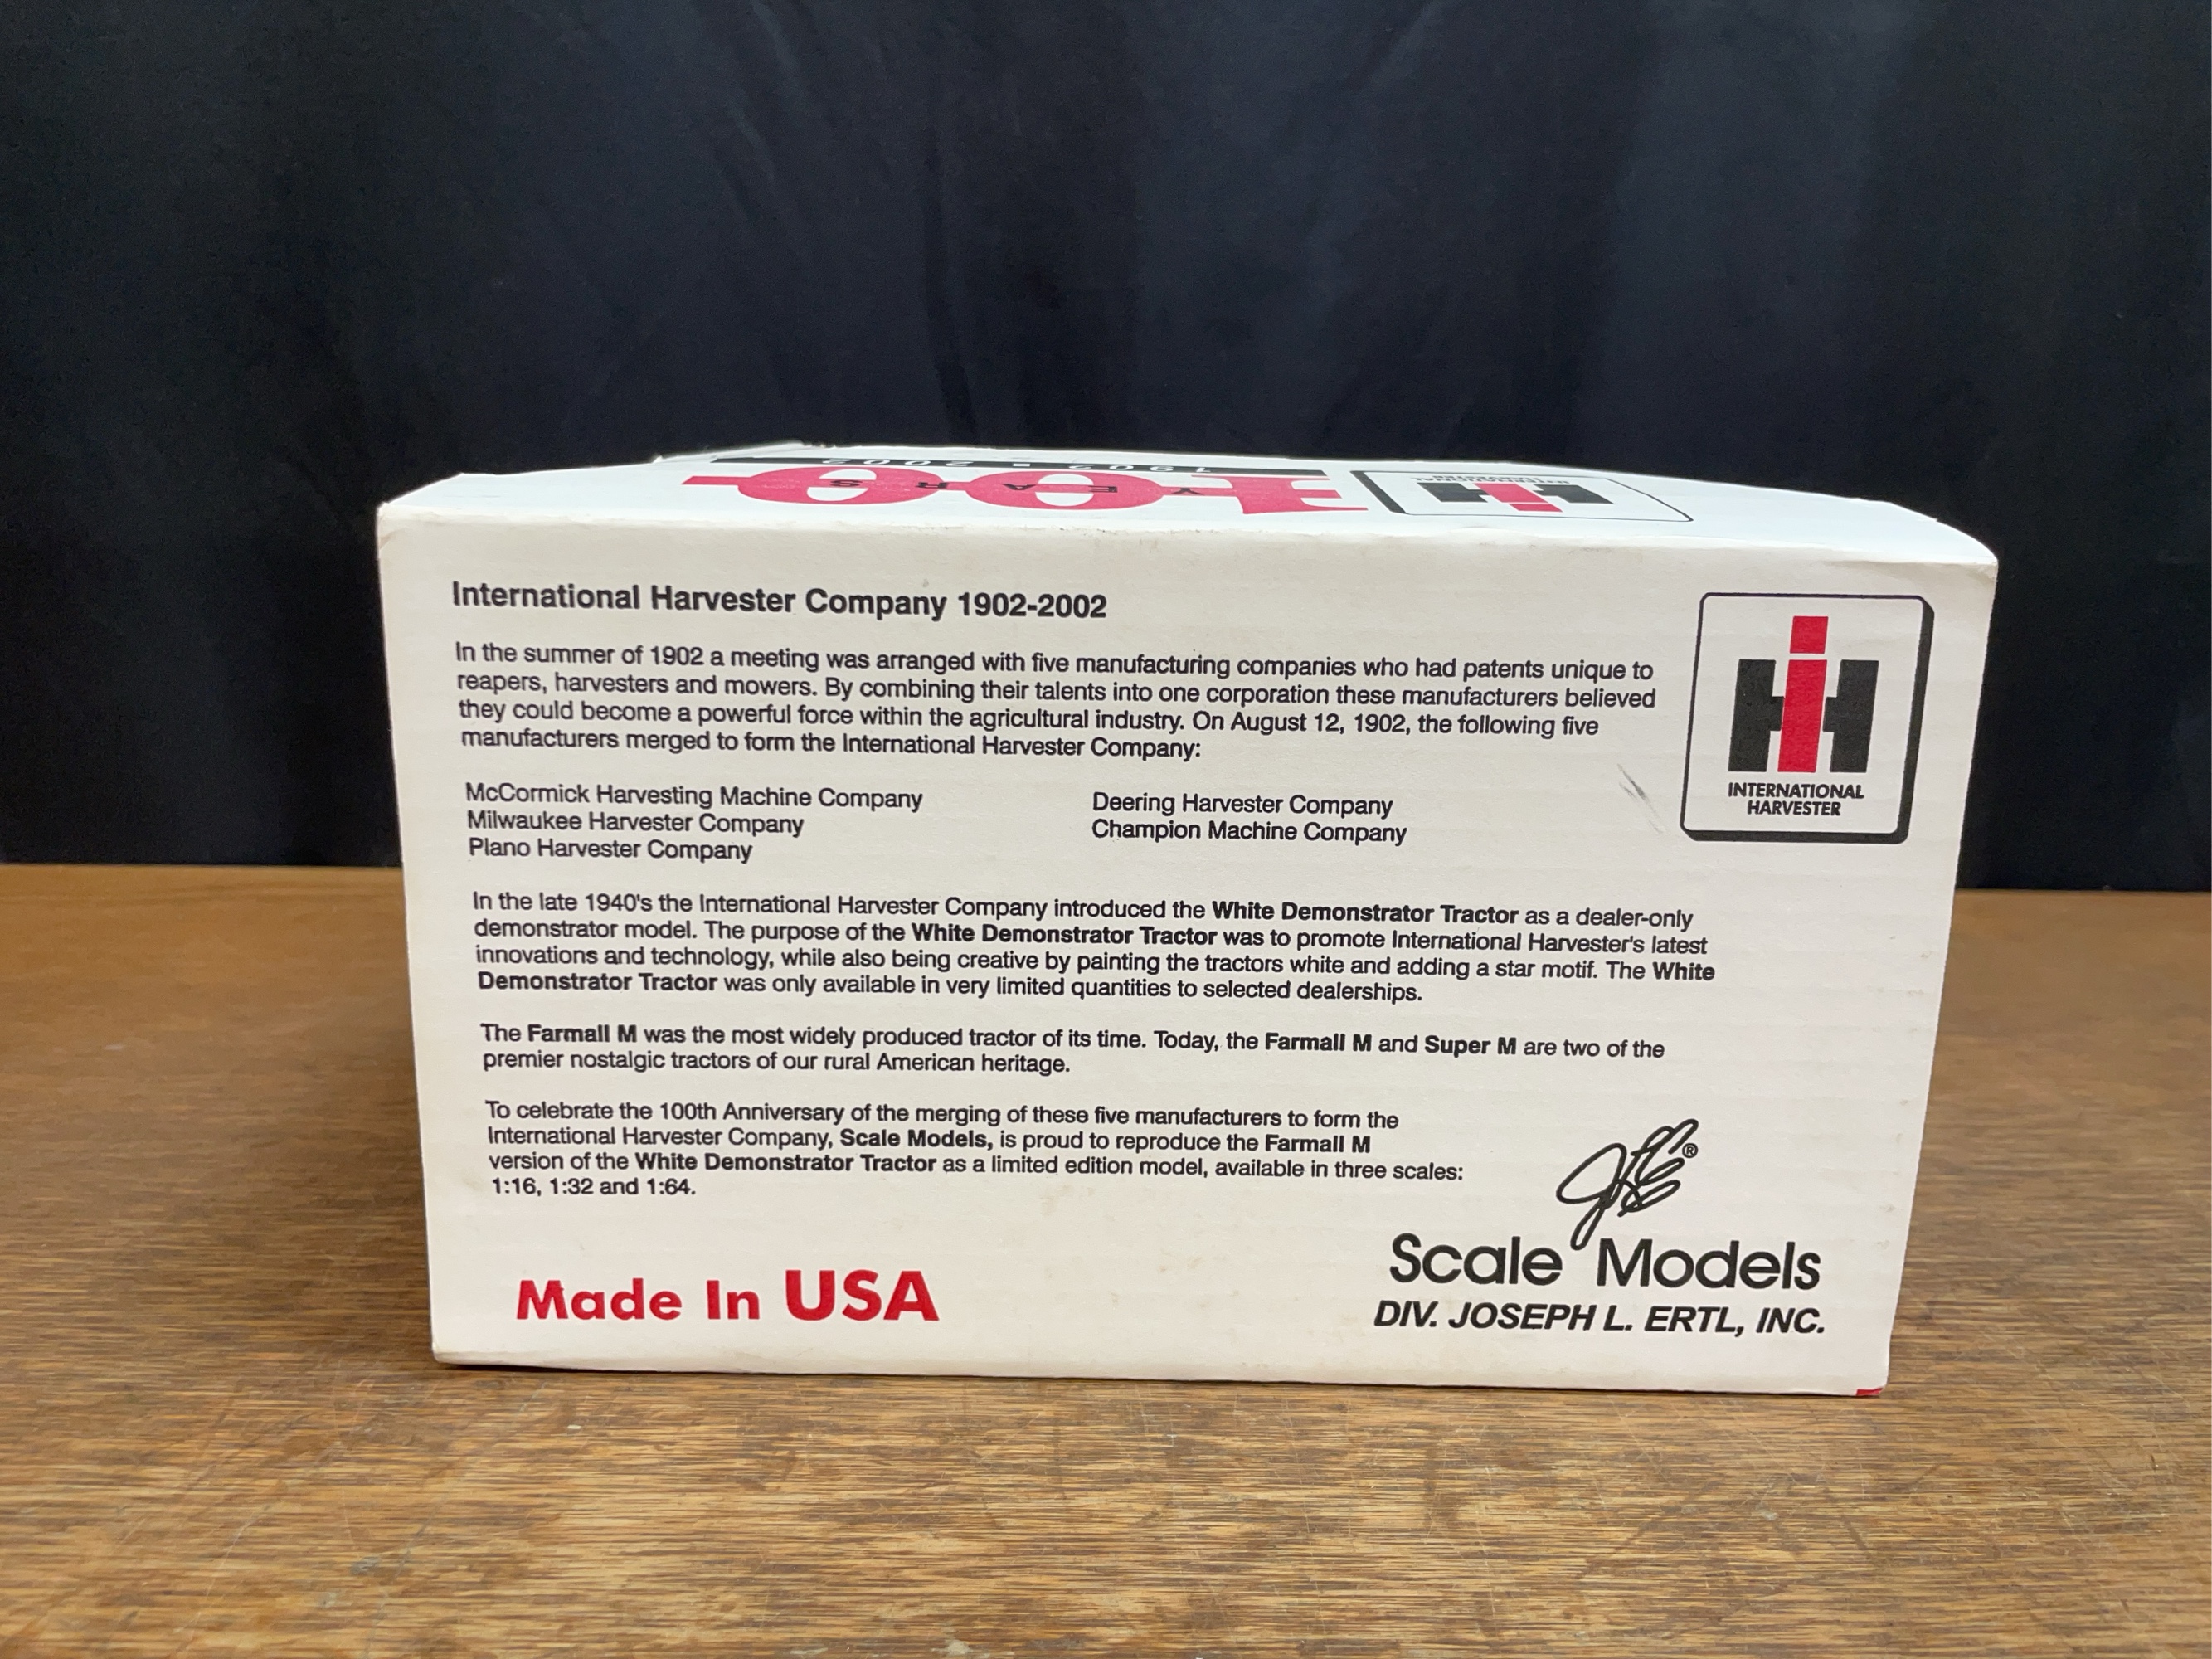 1902 - 2002
100
YEARS
IH
INTERNATIONAL
HARVESTER
International Harvester Company 1902-2002
In the summer of 1902 a meeting was arranged with five manufacturing companies who had patents unique to
reapers, harvesters and mowers. By combining their talents into one corporation these manufacturers believed
they could become a powerful force within the agricultural industry. On August 12, 1902, the following five
manufacturers merged to form the International Harvester Company:
McCormick Harvesting Machine Company
Milwaukee Harvester Company
Plano Harvester Company
Deering Harvester Company
Champion Machine Company
IH
INTERNATIONAL
HARVESTER
In the late 1940's the International Harvester Company introduced the White Demonstrator Tractor as a dealer-only
demonstrator model. The purpose of the White Demonstrator Tractor was to promote International Harvester's latest
innovations and technology, while also being creative by painting the tractors white and adding a star motif. The White
Demonstrator Tractor was only available in very limited quantities to selected dealerships.
The Farmall M was the most widely produced tractor of its time. Today, the Farmall M and Super M are two of the
premier nostalgic tractors of our rural American heritage.
To celebrate the 100th Anniversary of the merging of these five manufacturers to form the
International Harvester Company, Scale Models, is proud to reproduce the Farmall M
version of the White Demonstrator Tractor as a limited edition model, available in three scales:
1:16, 1:32 and 1:64.
Made In USA
JLE®
Scale Models
DIV. JOSEPH L. ERTL, INC.